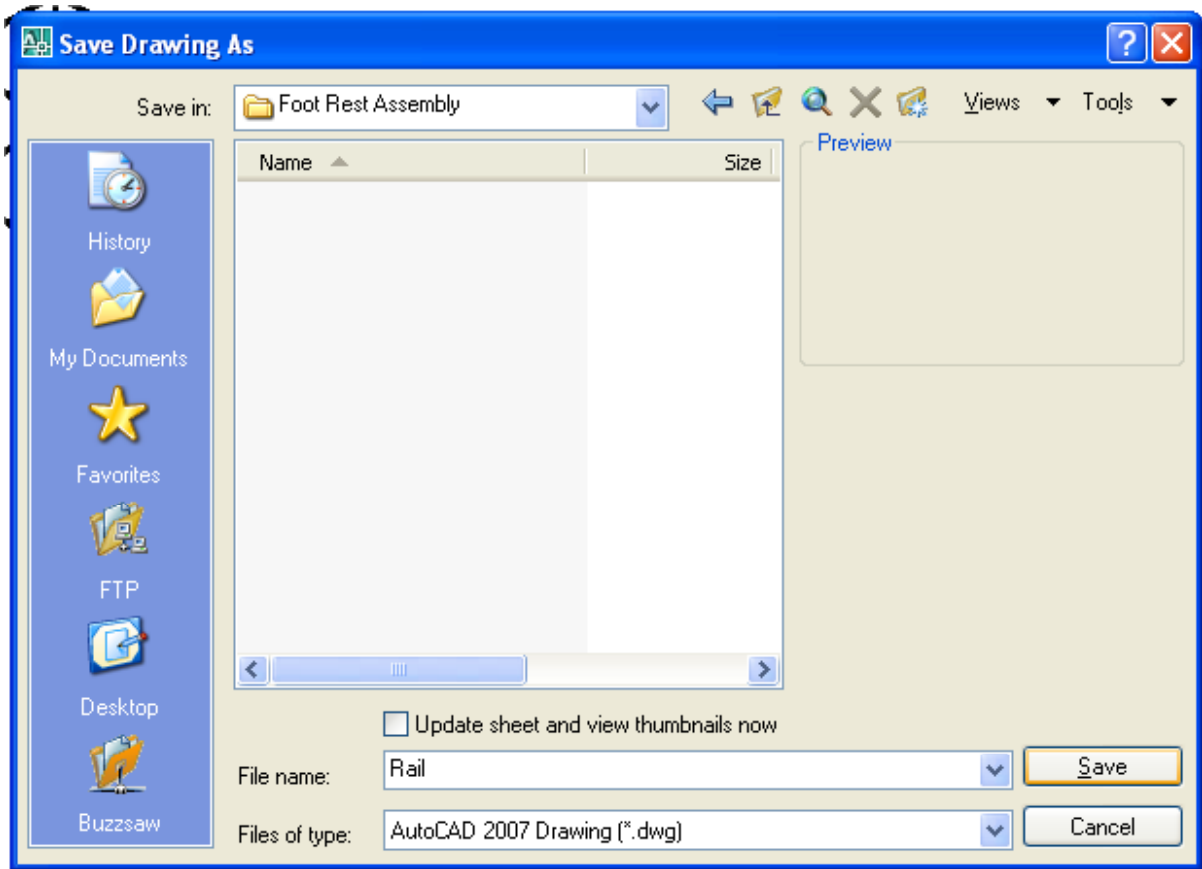 Save Drawing As
Save in: Foot Rest Assembly Views Tools
Name Size
Preview
History
My Documents
Favorites
FTP
Desktop
Buzzsaw
Update sheet and view thumbnails now
File name: Rail Save
Files of type: AutoCAD 2007 Drawing (*.dwg) Cancel